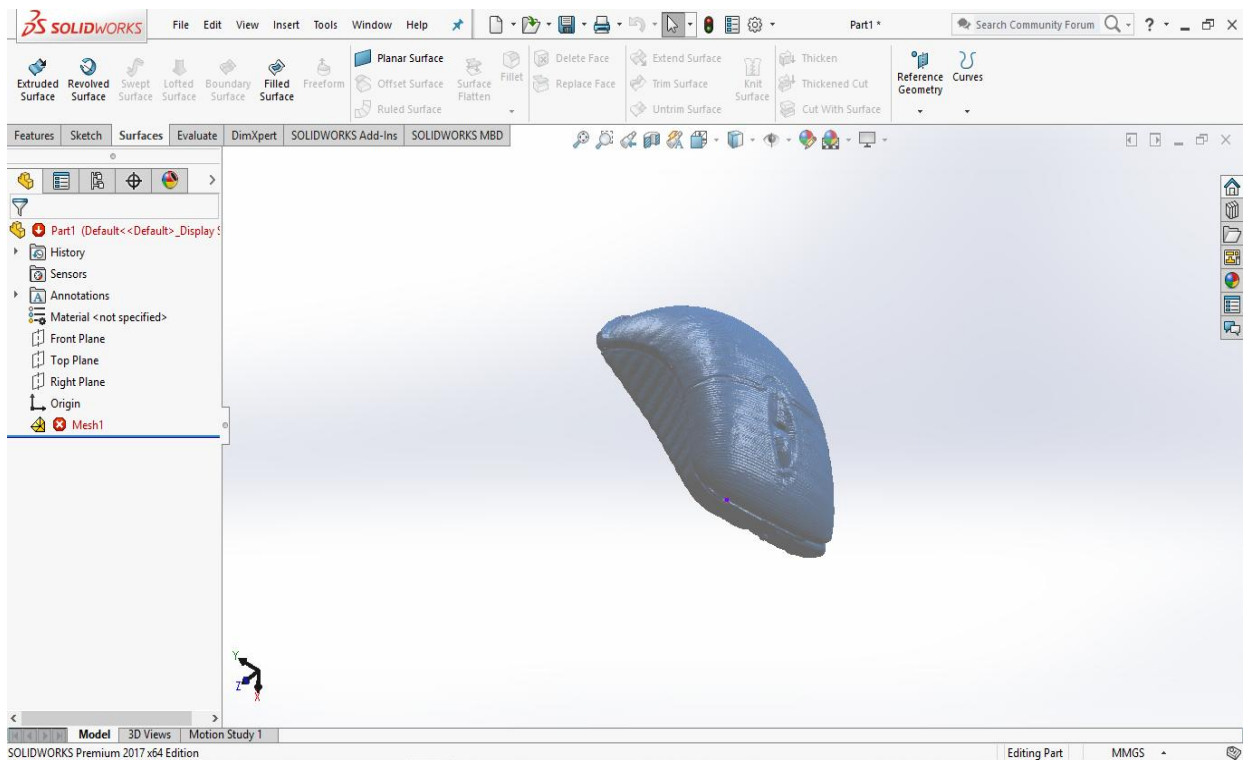 SOLIDWORKS File Edit View Insert Tools Window Help Part1 * Search Community Forum ?
Extruded Surface
Revolved Surface
Swept Surface
Lofted Surface
Boundary Surface
Filled Surface
Freeform
Planar Surface
Offset Surface
Ruled Surface
Surface Flatten
Fillet
Delete Face
Replace Face
Extend Surface
Trim Surface
Untrim Surface
Knit Surface
Thicken
Thickened Cut
Cut With Surface
Reference Geometry
Curves
Features Sketch Surfaces Evaluate DimXpert SOLIDWORKS Add-Ins SOLIDWORKS MBD
Part1 (Default<<Default>_Display
History
Sensors
Annotations
Material <not specified>
Front Plane
Top Plane
Right Plane
Origin
Mesh1
Y
Z
X
Model 3D Views Motion Study 1
SOLIDWORKS Premium 2017 x64 Edition Editing Part MMGS